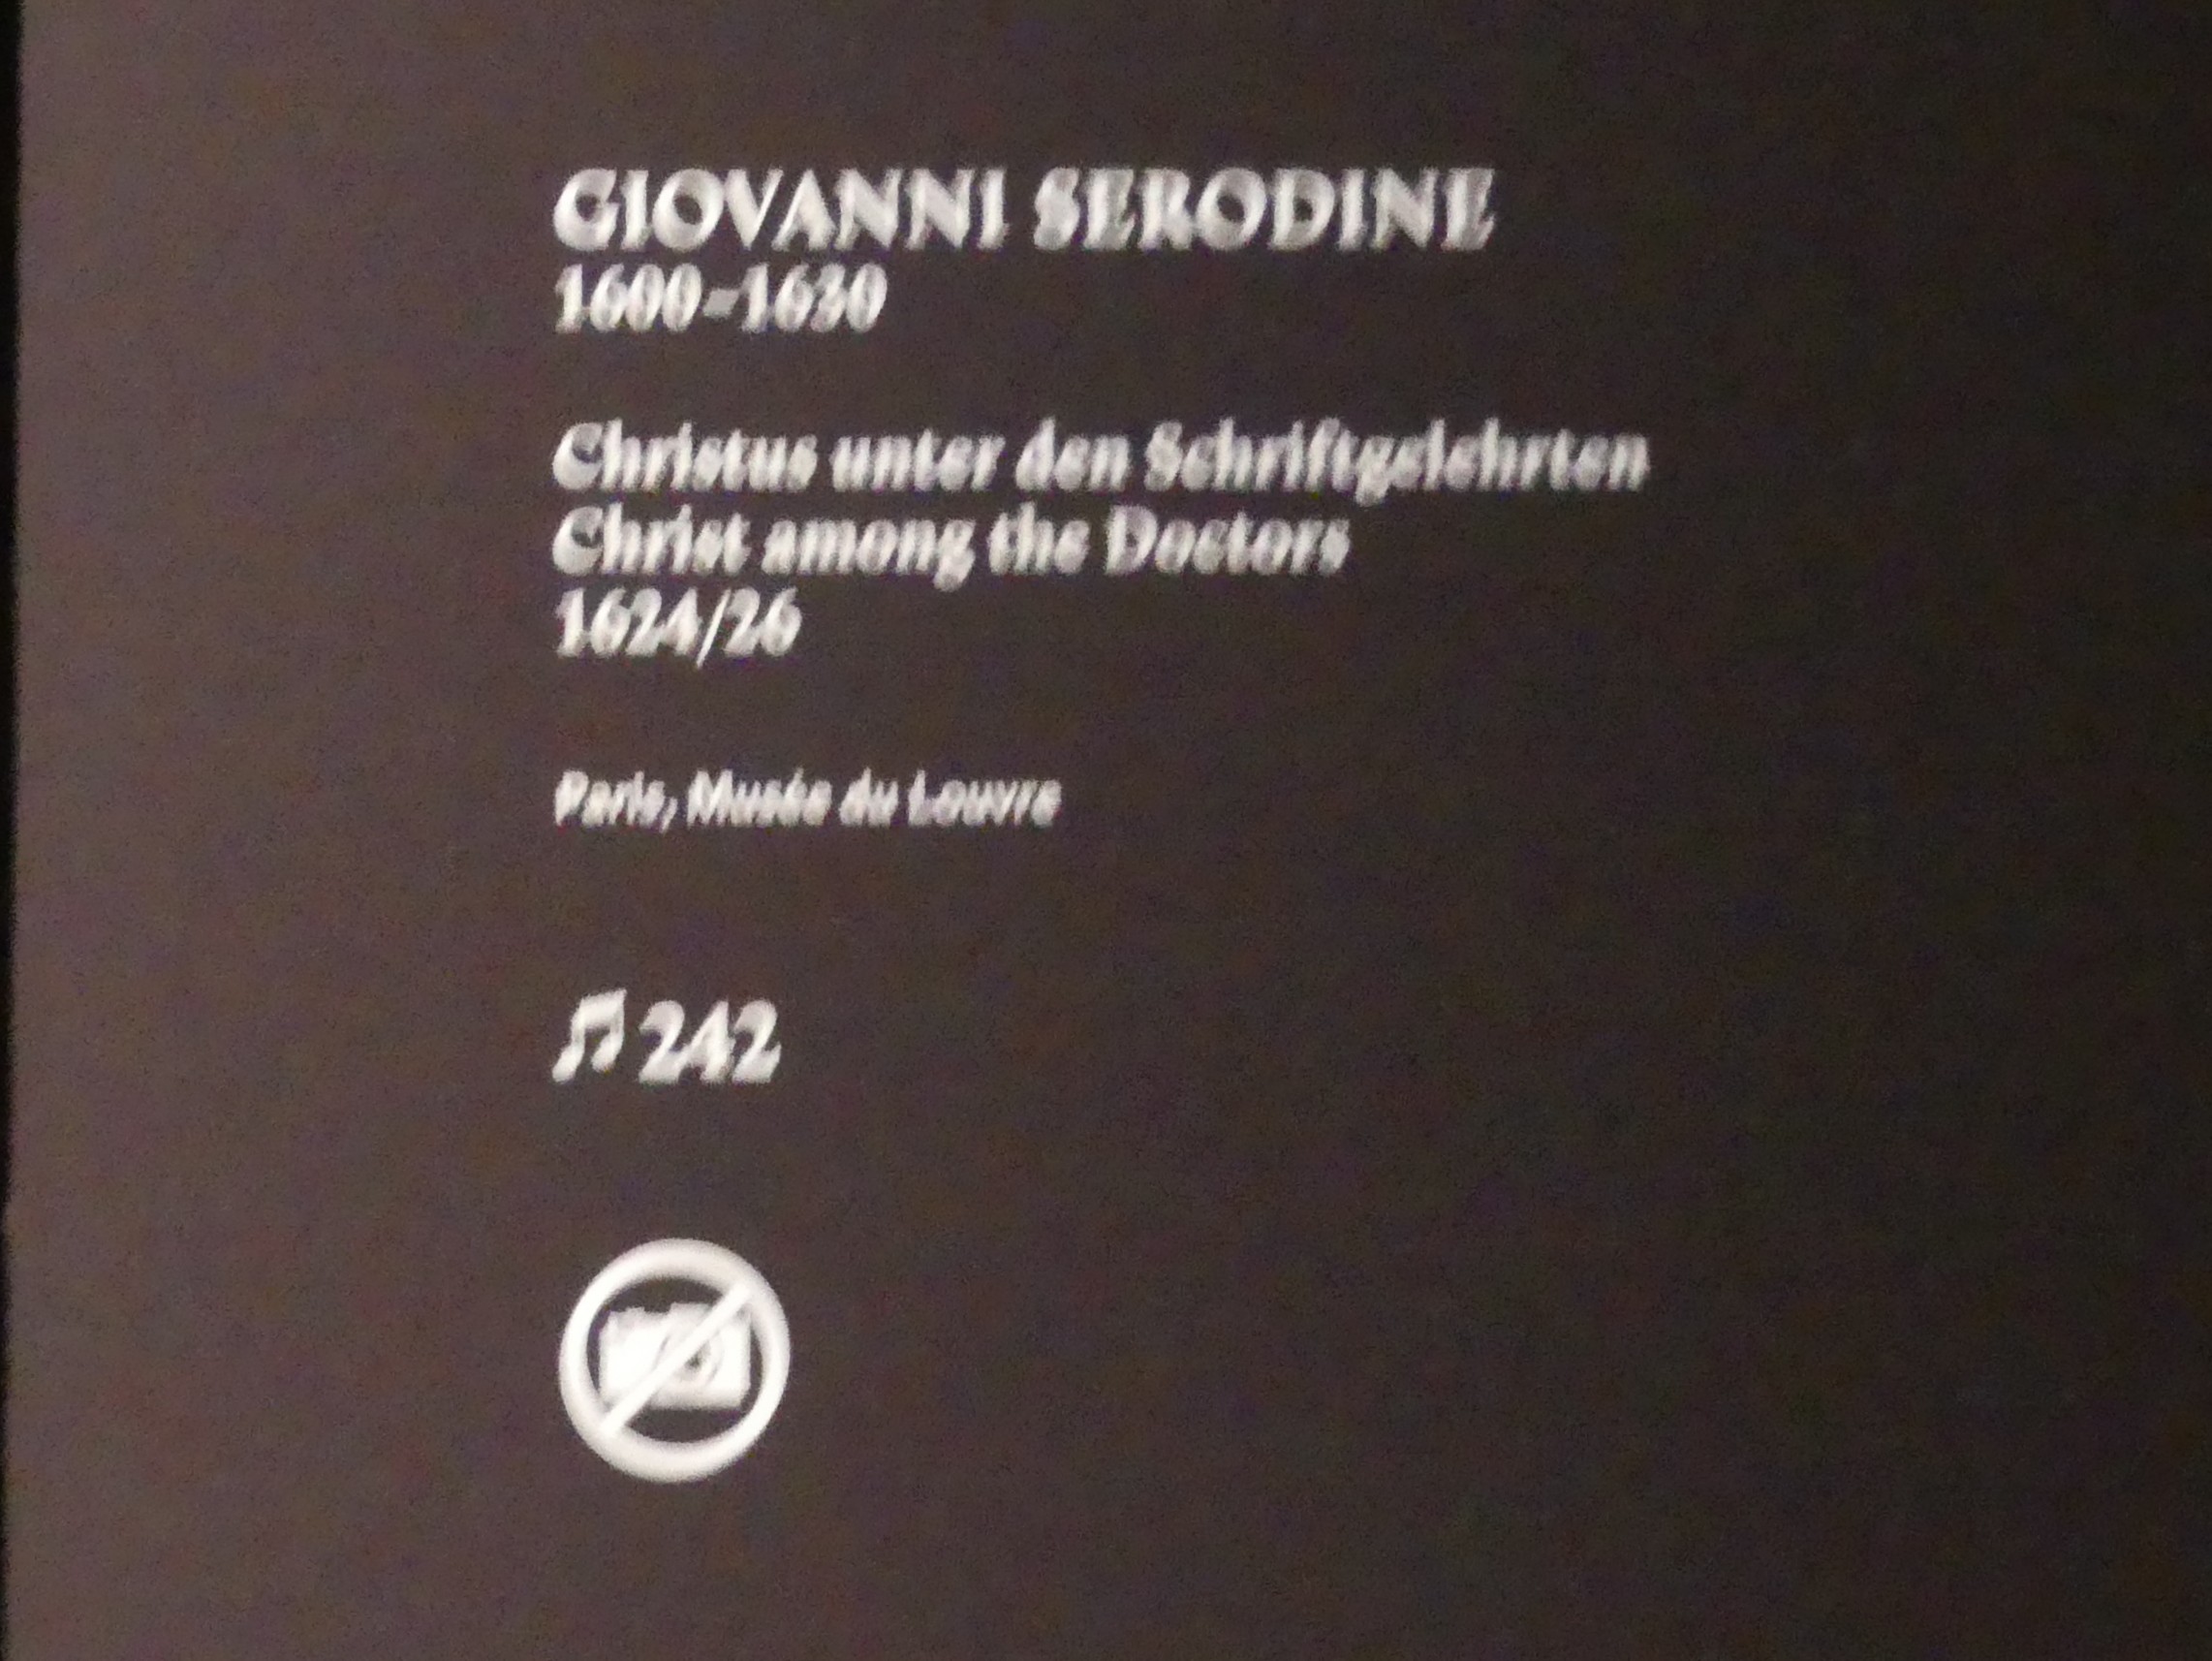 GIOVANNI SERODINE
1600–1630
Christus unter den Schriftgelehrten
Christ among the Doctors
1624/26
Paris, Musée du Louvre
♫ 242